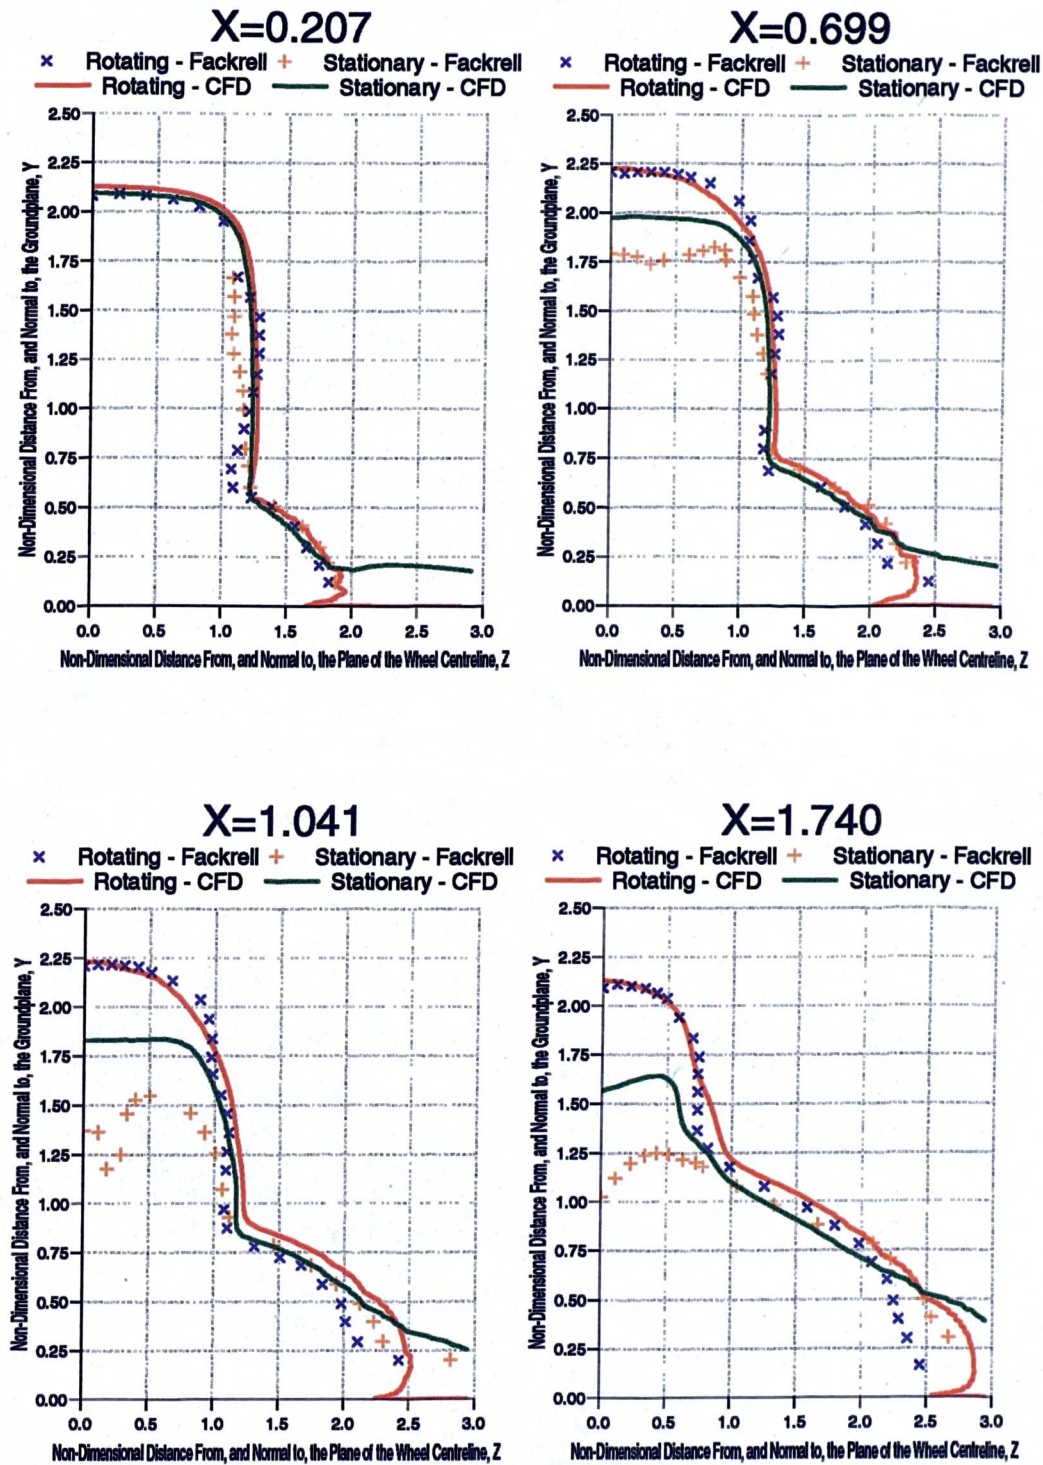 X=0.207
Rotating - Fackrell Stationary - Fackrell
Rotating - CFD Stationary - CFD
Non-Dimensional Distance From, and Normal to, the Groundplane, Y
2.50
2.25
2.00
1.75
1.50
1.25
1.00
0.75
0.50
0.25
0.00
0.0 0.5 1.0 1.5 2.0 2.5 3.0
Non-Dimensional Distance From, and Normal to, the Plane of the Wheel Centreline, Z
X=0.699
Rotating - Fackrell Stationary - Fackrell
Rotating - CFD Stationary - CFD
Non-Dimensional Distance From, and Normal to, the Groundplane, Y
2.50
2.25
2.00
1.75
1.50
1.25
1.00
0.75
0.50
0.25
0.00
0.0 0.5 1.0 1.5 2.0 2.5 3.0
Non-Dimensional Distance From, and Normal to, the Plane of the Wheel Centreline, Z
X=1.041
Rotating - Fackrell Stationary - Fackrell
Rotating - CFD Stationary - CFD
Non-Dimensional Distance From, and Normal to, the Groundplane, Y
2.50
2.25
2.00
1.75
1.50
1.25
1.00
0.75
0.50
0.25
0.00
0.0 0.5 1.0 1.5 2.0 2.5 3.0
Non-Dimensional Distance From, and Normal to, the Plane of the Wheel Centreline, Z
X=1.740
Rotating - Fackrell Stationary - Fackrell
Rotating - CFD Stationary - CFD
Non-Dimensional Distance From, and Normal to, the Groundplane, Y
2.50
2.25
2.00
1.75
1.50
1.25
1.00
0.75
0.50
0.25
0.00
0.0 0.5 1.0 1.5 2.0 2.5 3.0
Non-Dimensional Distance From, and Normal to, the Plane of the Wheel Centreline, Z